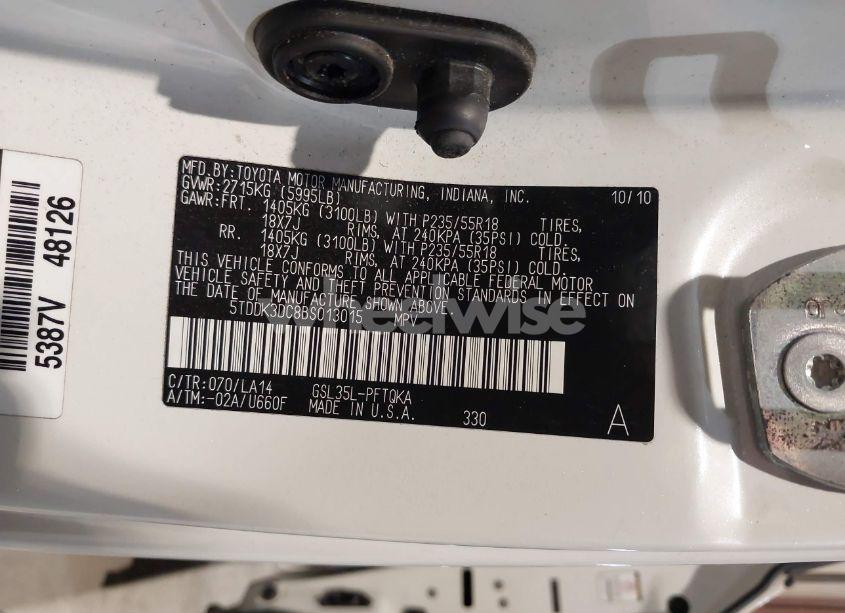 MFD.BY:TOYOTA MOTOR MANUFACTURING, INDIANA, INC. 10/10
GVWR:2715KG (5995LB)
GAWR:FRT. 1405KG (3100LB) WITH P235/55R18 TIRES,
18X7J RIMS, AT 240KPA (35PSI) COLD.
RR. 1405KG (3100LB) WITH P235/55R18 TIRES,
18X7J RIMS, AT 240KPA (35PSI) COLD.
THIS VEHICLE CONFORMS TO ALL APPLICABLE FEDERAL MOTOR
VEHICLE SAFETY AND THEFT PREVENTION STANDARDS IN EFFECT ON
THE DATE OF MANUFACTURE SHOWN ABOVE.
5TDDK3DC8BS013015 MPV
C/TR:070/LA14 GSL35L-PFTQKA
A/TM:-02A/U660F MADE IN U.S.A. 330 A
5387V 48126
wheelwise